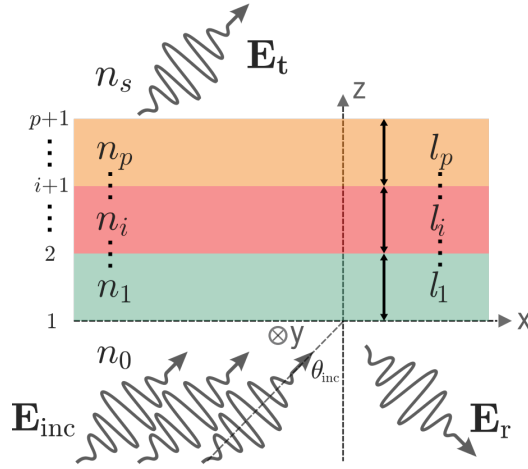 n_s
E_t
z
p+1
n_p
l_p
i+1
n_i
l_i
2
n_1
l_1
1
x
⊗y
n_0
θ_inc
E_inc
E_r